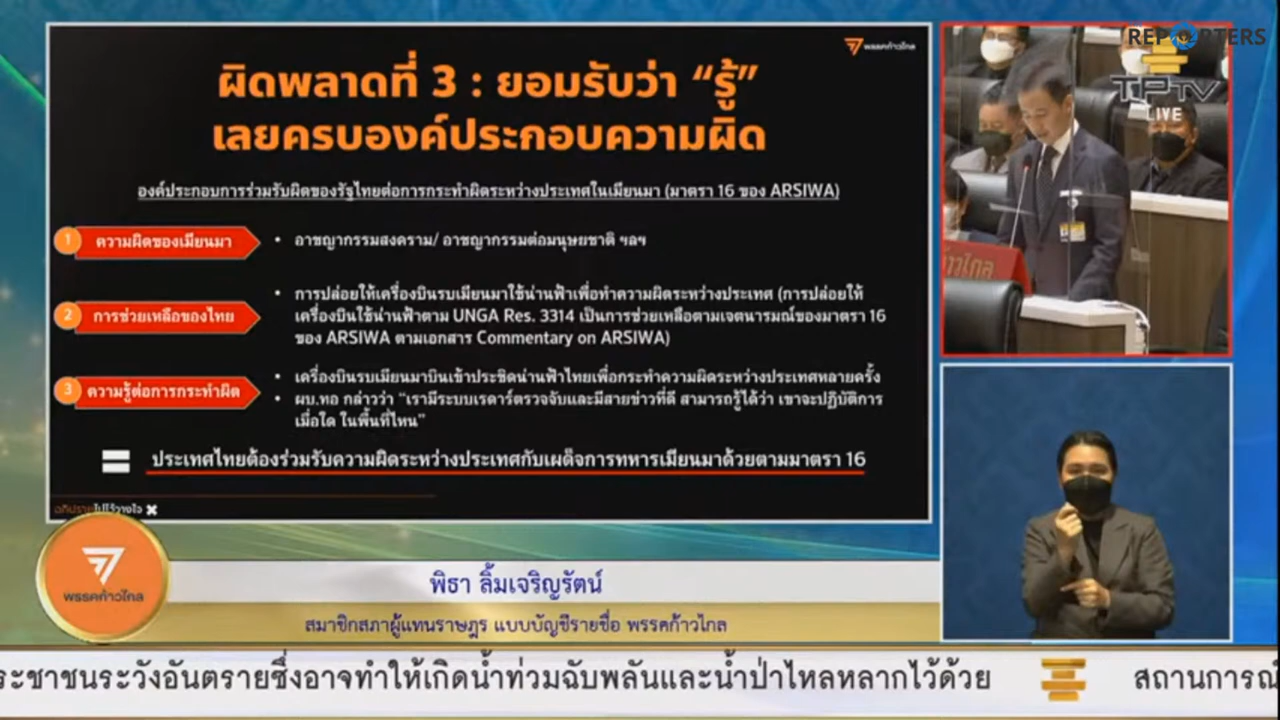 พรรคก้าวไกล
ผิดพลาดที่ 3 : ยอมรับว่า “รู้”
เลยครบองค์ประกอบความผิด
องค์ประกอบการร่วมรับผิดของรัฐไทยต่อการกระทำผิดระหว่างประเทศในเมียนมา (มาตรา 16 ของ ARSIWA)
1 ความผิดของเมียนมา
• อาชญากรรมสงคราม/ อาชญากรรมต่อมนุษยชาติ ฯลฯ
2 การช่วยเหลือของไทย
• การปล่อยให้เครื่องบินรบเมียนมาใช้น่านฟ้าเพื่อทำความผิดระหว่างประเทศ (การปล่อยให้
เครื่องบินใช้น่านฟ้าตาม UNGA Res. 3314 เป็นการช่วยเหลือตามเจตนารมณ์ของมาตรา 16
ของ ARSIWA ตามเอกสาร Commentary on ARSIWA)
3 ความรู้ต่อการกระทำผิด
• เครื่องบินรบเมียนมาบินเข้าประชิดน่านฟ้าไทยเพื่อกระทำความผิดระหว่างประเทศหลายครั้ง
• ผบ.ทอ กล่าวว่า “เรามีระบบเรดาร์ตรวจจับและมีสายข่าวที่ดี สามารถรู้ได้ว่า เขาจะปฏิบัติการ
เมื่อใด ในพื้นที่ไหน”
= ประเทศไทยต้องร่วมรับความผิดระหว่างประเทศกับเผด็จการทหารเมียนมาด้วยตามมาตรา 16
อภิปรายไม่ไว้วางใจ
REPORTERS
TPTV
LIVE
ก้าวไกล
พรรคก้าวไกล
พิธา ลิ้มเจริญรัตน์
สมาชิกสภาผู้แทนราษฎร แบบบัญชีรายชื่อ พรรคก้าวไกล
ระชาชนระวังอันตรายซึ่งอาจทำให้เกิดน้ำท่วมฉับพลันและน้ำป่าไหลหลากไว้ด้วย
สถานการณ์